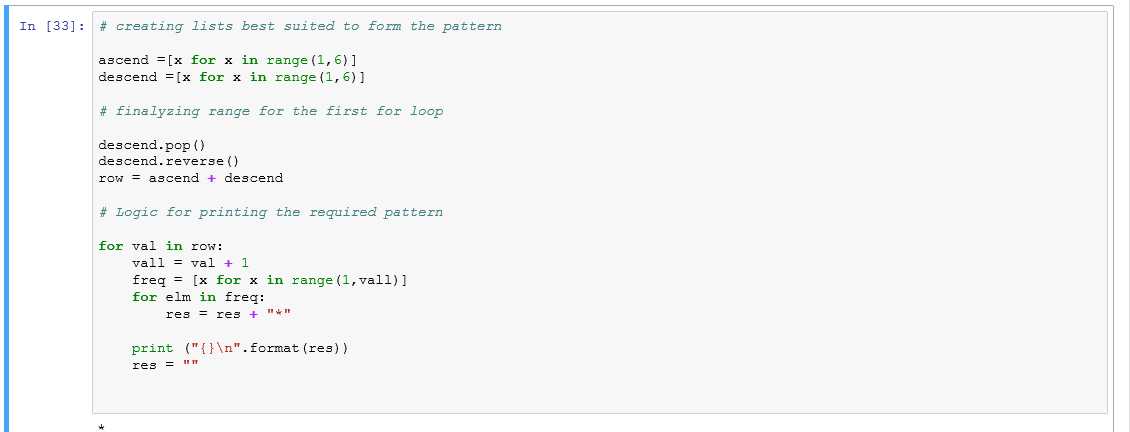 In [33]: # creating lists best suited to form the pattern
ascend =[x for x in range(1,6)]
descend =[x for x in range(1,6)]
# finalyzing range for the first for loop
descend.pop()
descend.reverse()
row = ascend + descend
# Logic for printing the required pattern
for val in row:
    vall = val + 1
    freq = [x for x in range(1,vall)]
    for elm in freq:
        res = res + "*"
    print ("{}\n".format(res))
    res = ""
*